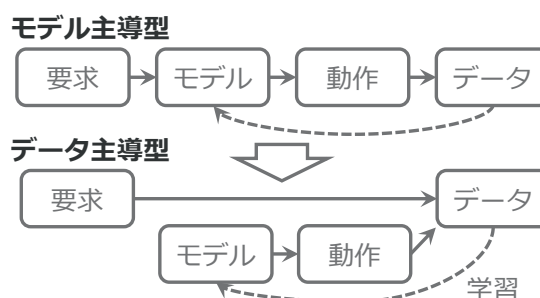 モデル主導型
要求 モデル 動作 データ
データ主導型
要求 データ
モデル 動作
学習